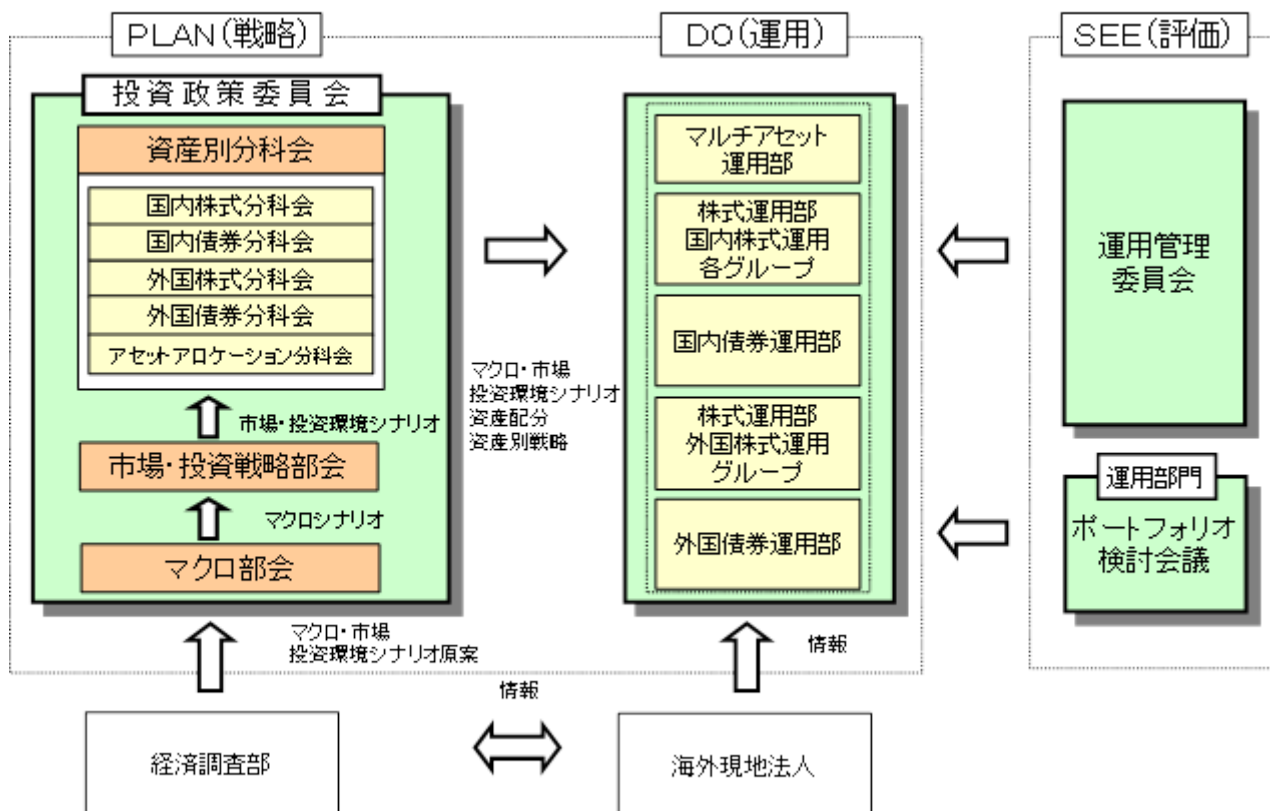 PLAN(戦略)
投資政策委員会
資産別分科会
国内株式分科会
国内債券分科会
外国株式分科会
外国債券分科会
アセットアロケーション分科会
市場・投資環境シナリオ
市場・投資戦略部会
マクロシナリオ
マクロ部会
マクロ・市場
投資環境シナリオ原案
経済調査部
マクロ・市場
投資環境シナリオ
資産配分
資産別戦略
情報
DO(運用)
マルチアセット
運用部
株式運用部
国内株式運用
各グループ
国内債券運用部
株式運用部
外国株式運用
グループ
外国債券運用部
情報
海外現地法人
SEE(評価)
運用管理
委員会
運用部門
ポートフォリオ
検討会議